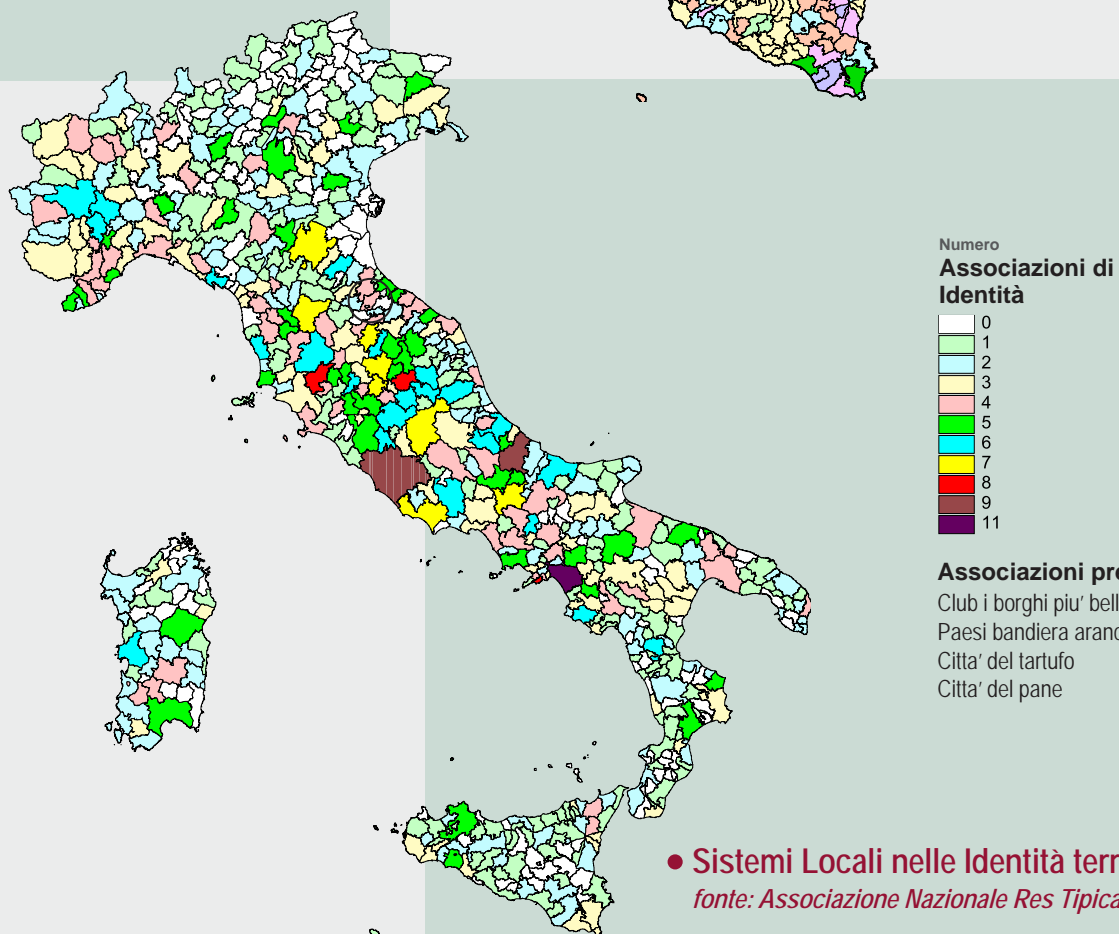 Numero
Associazioni di
Identità
0
1
2
3
4
5
6
7
8
9
11
Associazioni pre
Club i borghi piu' bell
Paesi bandiera aranc
Citta' del tartufo
Citta' del pane
• Sistemi Locali nelle Identità terr
fonte: Associazione Nazionale Res Tipica